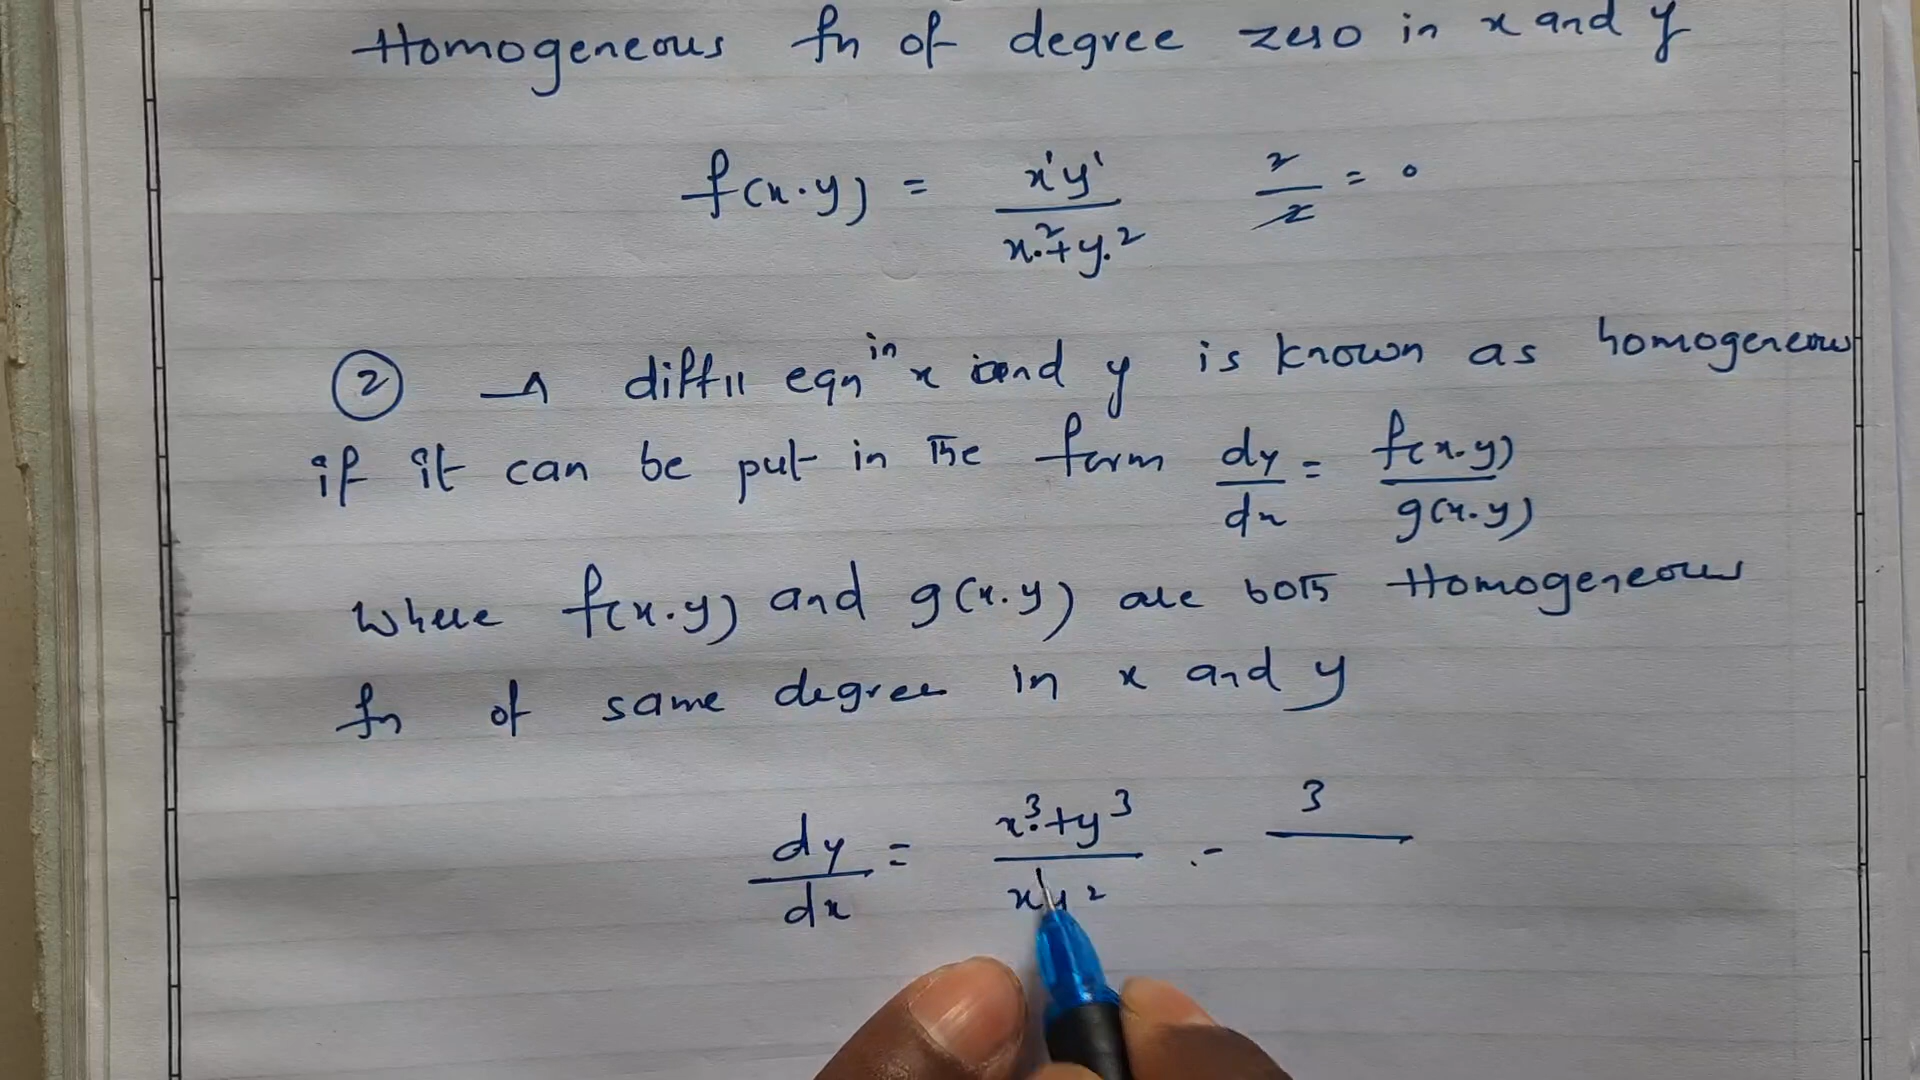 Homogeneous fn of degree zero in x and y
f(x.y) = x¹y¹ / x²+y² 2/2 = 0
② A diffll eqn in x and y is known as homogeneous
if it can be put in the form dy/dx = f(x.y)/g(x.y)
where f(x.y) and g(x.y) are both Homogeneous
fn of same degree in x and y
dy/dx = x³+y³ / x¹y² - 3/